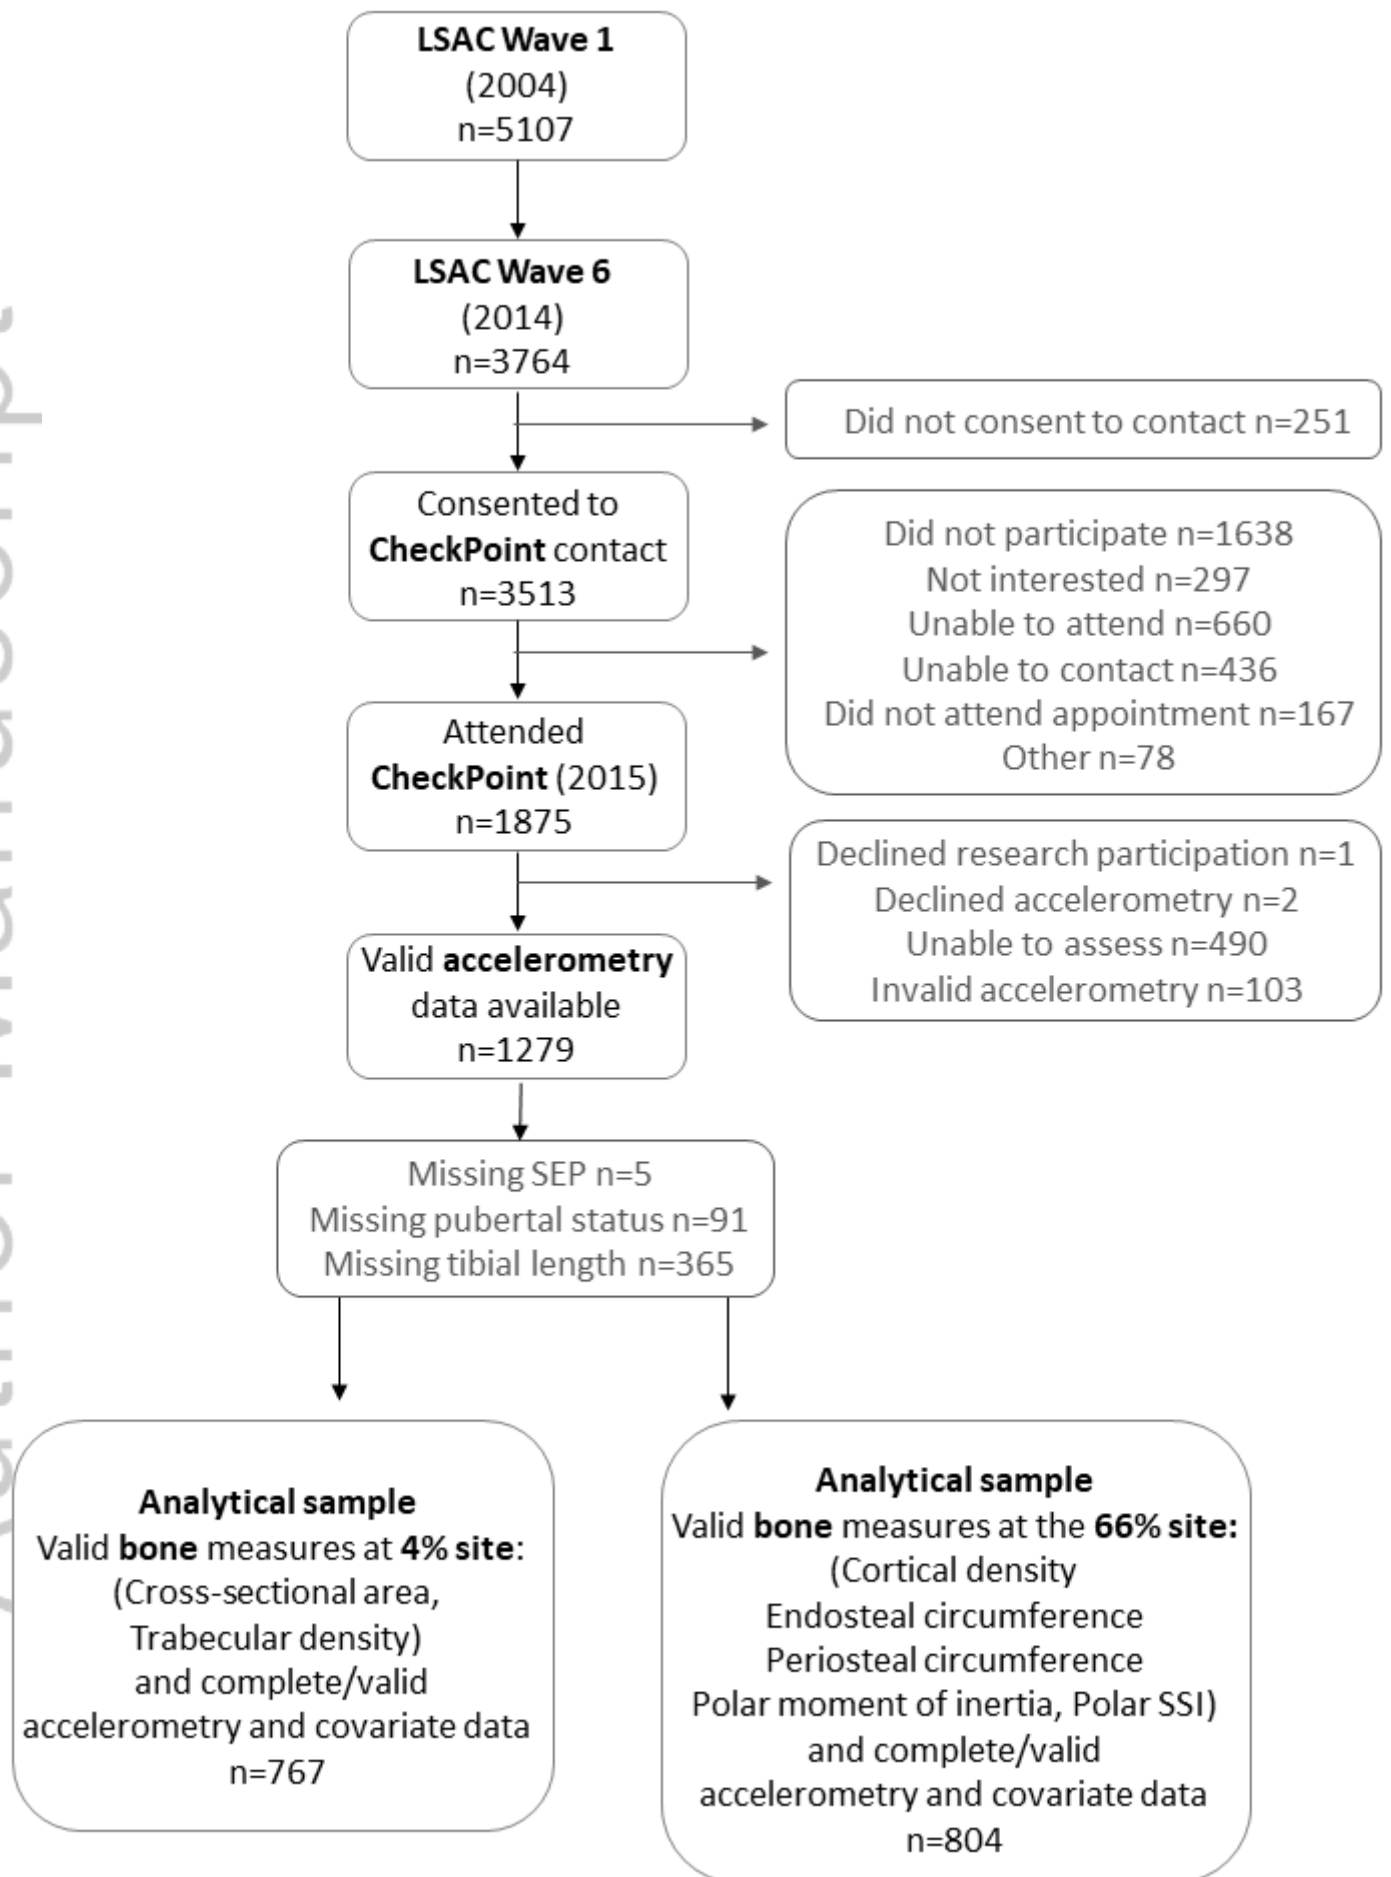 LSAC Wave 1
(2004)
n=5107
LSAC Wave 6
(2014)
n=3764
Did not consent to contact n=251
Consented to
CheckPoint contact
n=3513
Did not participate n=1638
Not interested n=297
Unable to attend n=660
Unable to contact n=436
Did not attend appointment n=167
Other n=78
Attended
CheckPoint (2015)
n=1875
Declined research participation n=1
Declined accelerometry n=2
Unable to assess n=490
Invalid accelerometry n=103
Valid accelerometry
data available
n=1279
Missing SEP n=5
Missing pubertal status n=91
Missing tibial length n=365
Analytical sample
Valid bone measures at 4% site:
(Cross-sectional area,
Trabecular density)
and complete/valid
accelerometry and covariate data
n=767
Analytical sample
Valid bone measures at the 66% site:
(Cortical density
Endosteal circumference
Periosteal circumference
Polar moment of inertia, Polar SSI)
and complete/valid
accelerometry and covariate data
n=804